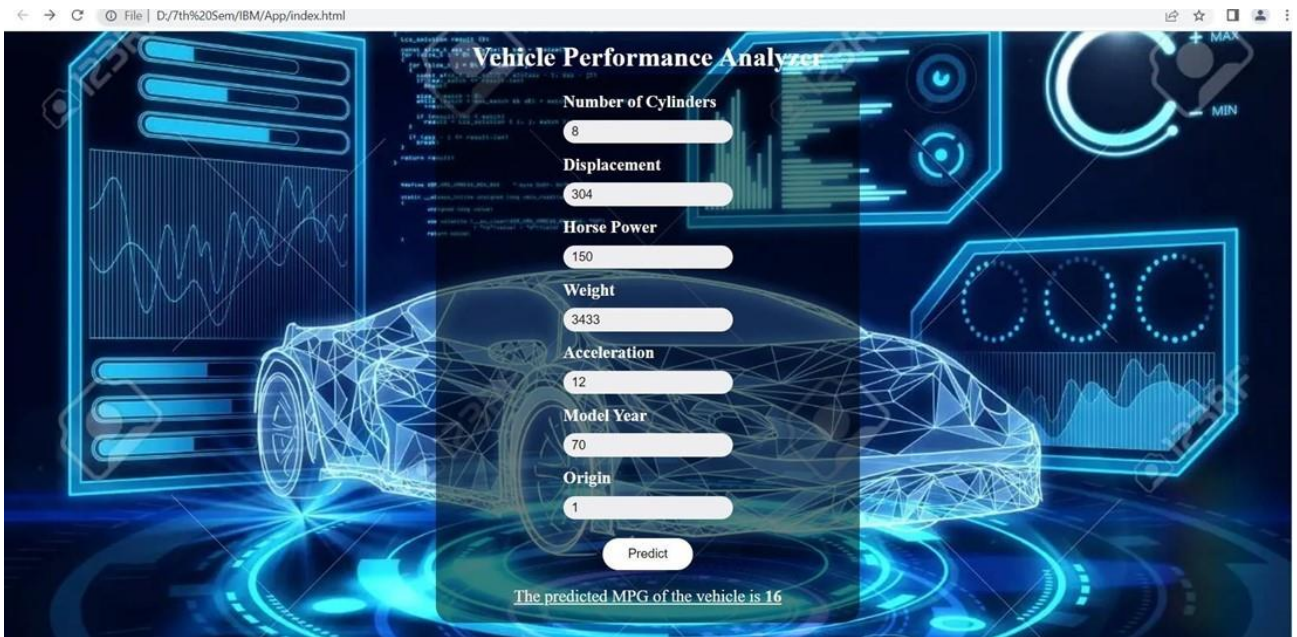 File | D:/7th%20Sem/IBM/App/index.html
Vehicle Performance Analyzer
Number of Cylinders
8
Displacement
304
Horse Power
150
Weight
3433
Acceleration
12
Model Year
70
Origin
1
Predict
The predicted MPG of the vehicle is 16
+ MAX
— MIN
123RF
123RF